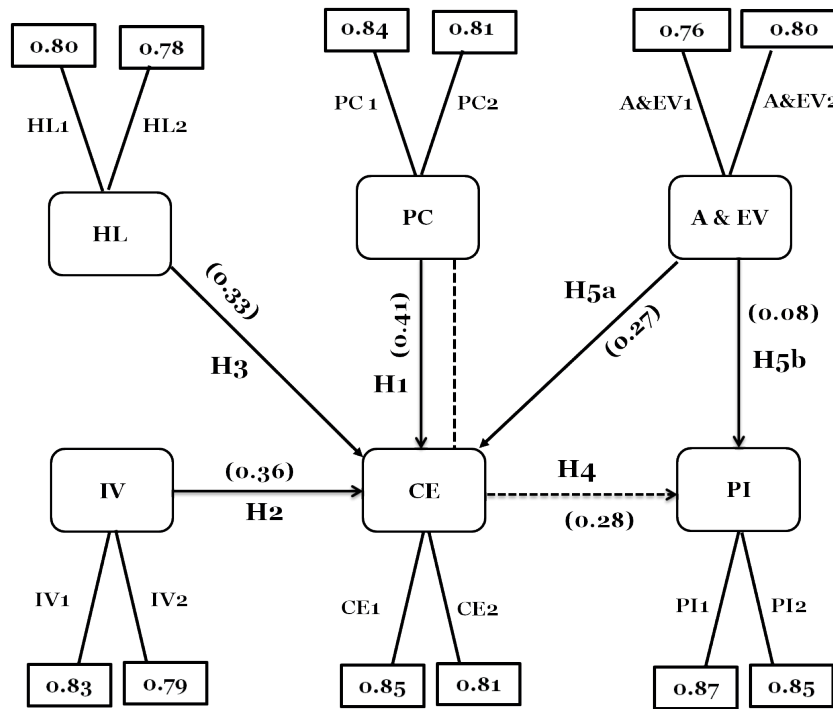 0.80 0.78 0.84 0.81 0.76 0.80
HL1 HL2 PC 1 PC2 A&EV1 A&EV2
HL PC A & EV
(0.33) (0.41) H5a (0.27) (0.08)
H3 H1 H5b
IV (0.36) H2 CE H4 (0.28) PI
IV1 IV2 CE1 CE2 PI1 PI2
0.83 0.79 0.85 0.81 0.87 0.85